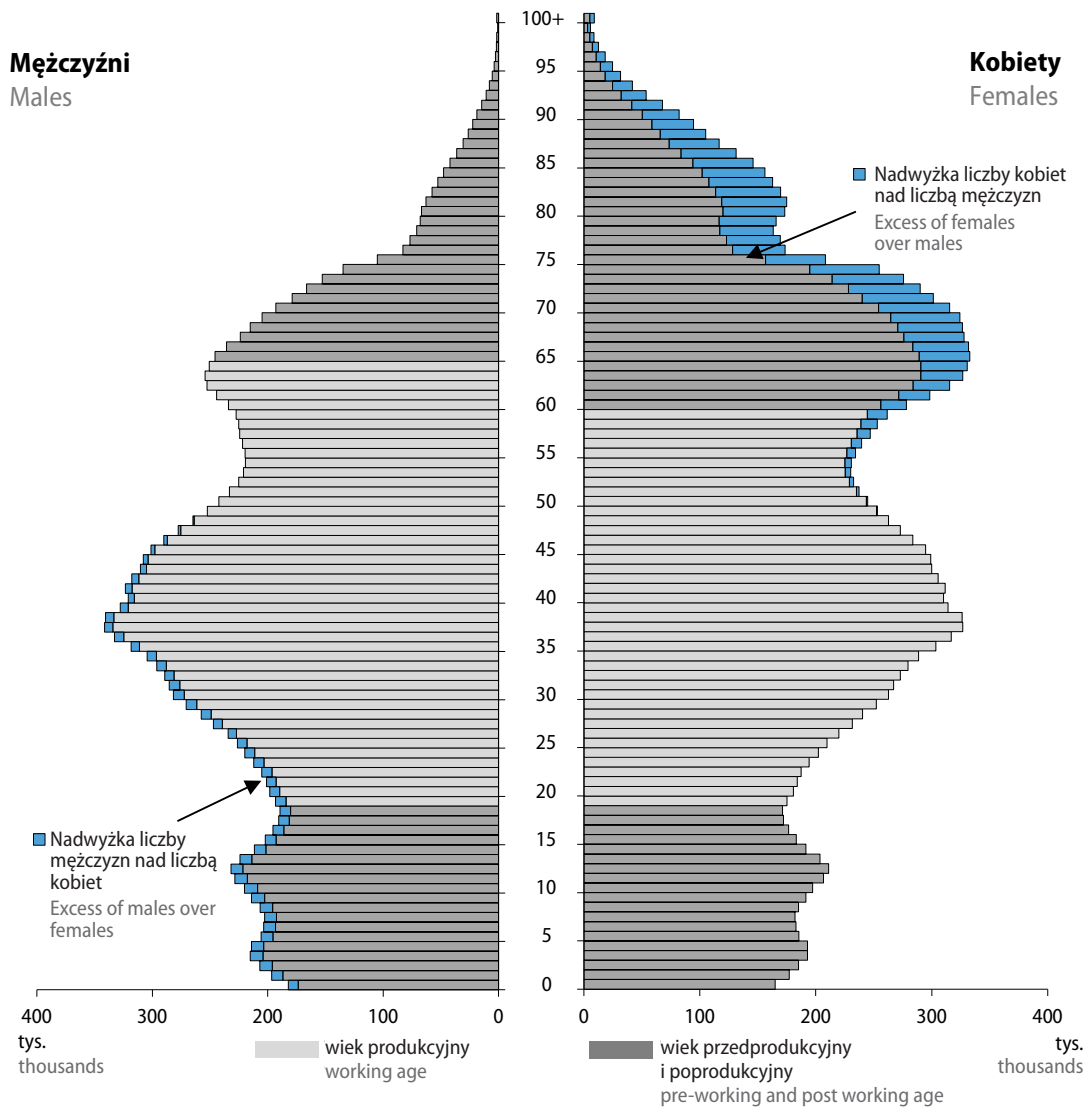 Mężczyźni
Males
Kobiety
Females
100+
95
90
85
80
75
70
65
60
55
50
45
40
35
30
25
20
15
10
5
0
Nadwyżka liczby kobiet
nad liczbą mężczyzn
Excess of females
over males
Nadwyżka liczby
mężczyzn nad liczbą
kobiet
Excess of males over
females
400 300 200 100 0
0 100 200 300 400
tys.
thousands
tys.
thousands
wiek produkcyjny
working age
wiek przedprodukcyjny
i poprodukcyjny
pre-working and post working age